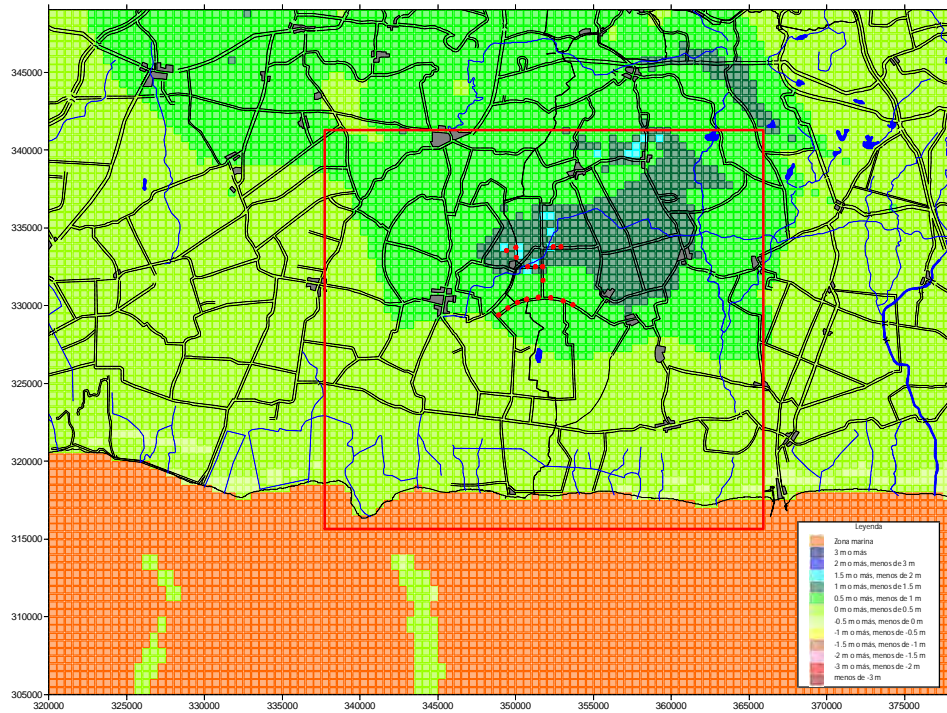 345000
340000
335000
330000
325000
320000
315000
310000
305000
320000 325000 330000 335000 340000 345000 350000 355000 360000 365000 370000 375000
Leyenda
Zona marina
3 m o más
2 m o más, menos de 3 m
1.5 m o más, menos de 2 m
1 m o más, menos de 1.5 m
0.5 m o más, menos de 1 m
0 m o más, menos de 0.5 m
-0.5 m o más, menos de 0 m
-1 m o más, menos de -0.5 m
-1.5 m o más, menos de -1 m
-2 m o más, menos de -1.5 m
-3 m o más, menos de -2 m
menos de -3 m